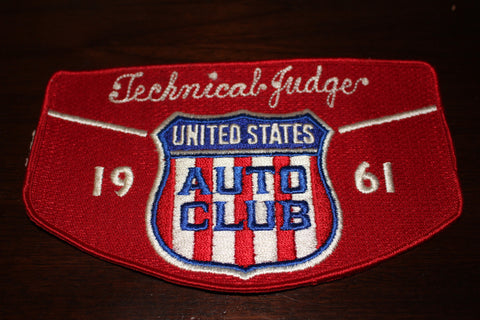 Technical Judge
UNITED STATES
19 AUTO 61
CLUB